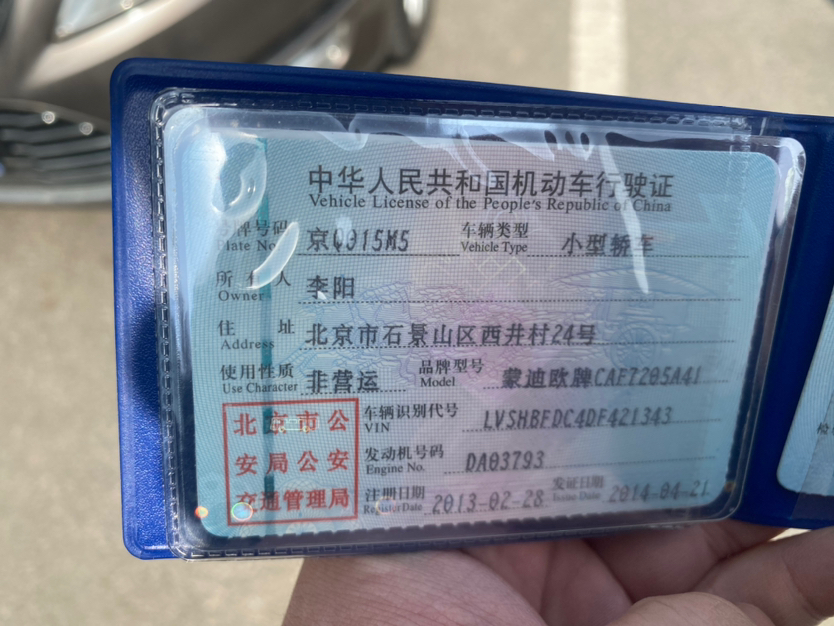 中华人民共和国机动车行驶证
Vehicle License of the People's Republic of China
号牌号码 京Q915M5 车辆类型 小型轿车
Plate No. Vehicle Type
所有人 李阳
Owner
住址 北京市石景山区西井村24号
Address
使用性质 非营运 品牌型号 蒙迪欧牌CAF7205A41
Use Character Model
北京市公 车辆识别代号 LVSHBFDC4DF421343
VIN
安局公安 发动机号码 DA03793
Engine No.
交通管理局 注册日期 2013-02-28 发证日期 2014-04-21
Register Date Issue Date